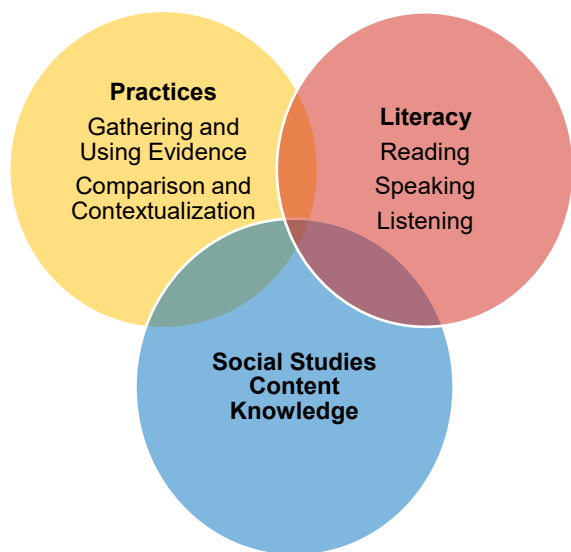 Practices
Gathering and
Using Evidence
Comparison and
Contextualization
Literacy
Reading
Speaking
Listening
Social Studies
Content
Knowledge